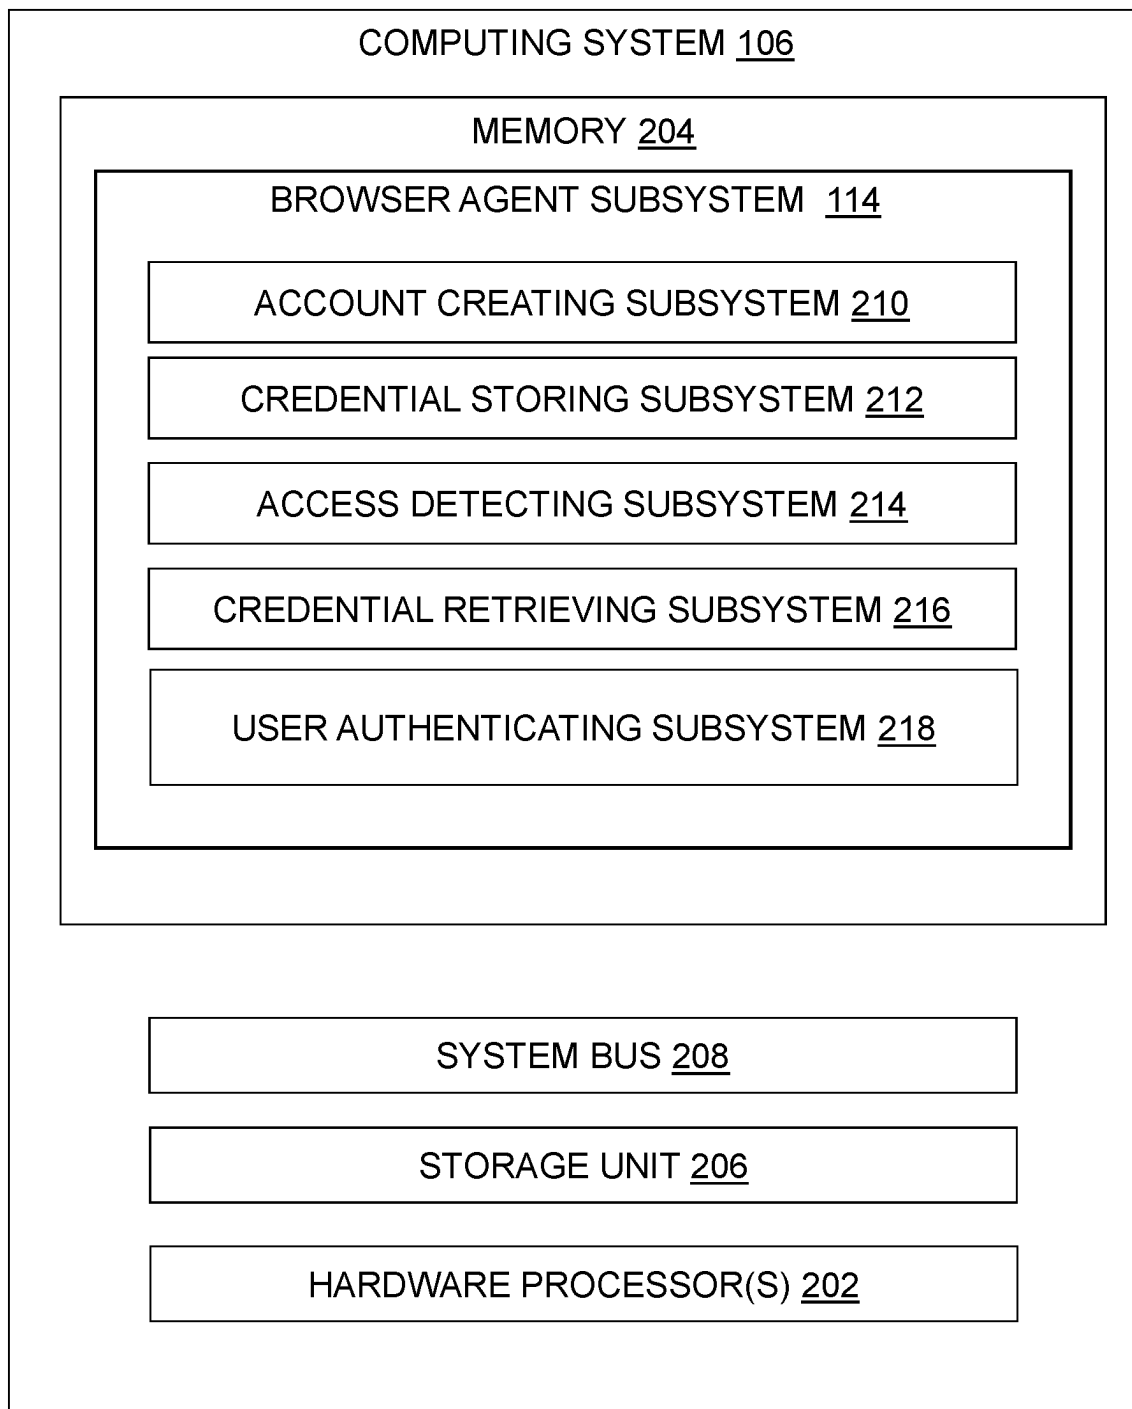 COMPUTING SYSTEM 106
MEMORY 204
BROWSER AGENT SUBSYSTEM 114
ACCOUNT CREATING SUBSYSTEM 210
CREDENTIAL STORING SUBSYSTEM 212
ACCESS DETECTING SUBSYSTEM 214
CREDENTIAL RETRIEVING SUBSYSTEM 216
USER AUTHENTICATING SUBSYSTEM 218
SYSTEM BUS 208
STORAGE UNIT 206
HARDWARE PROCESSOR(S) 202